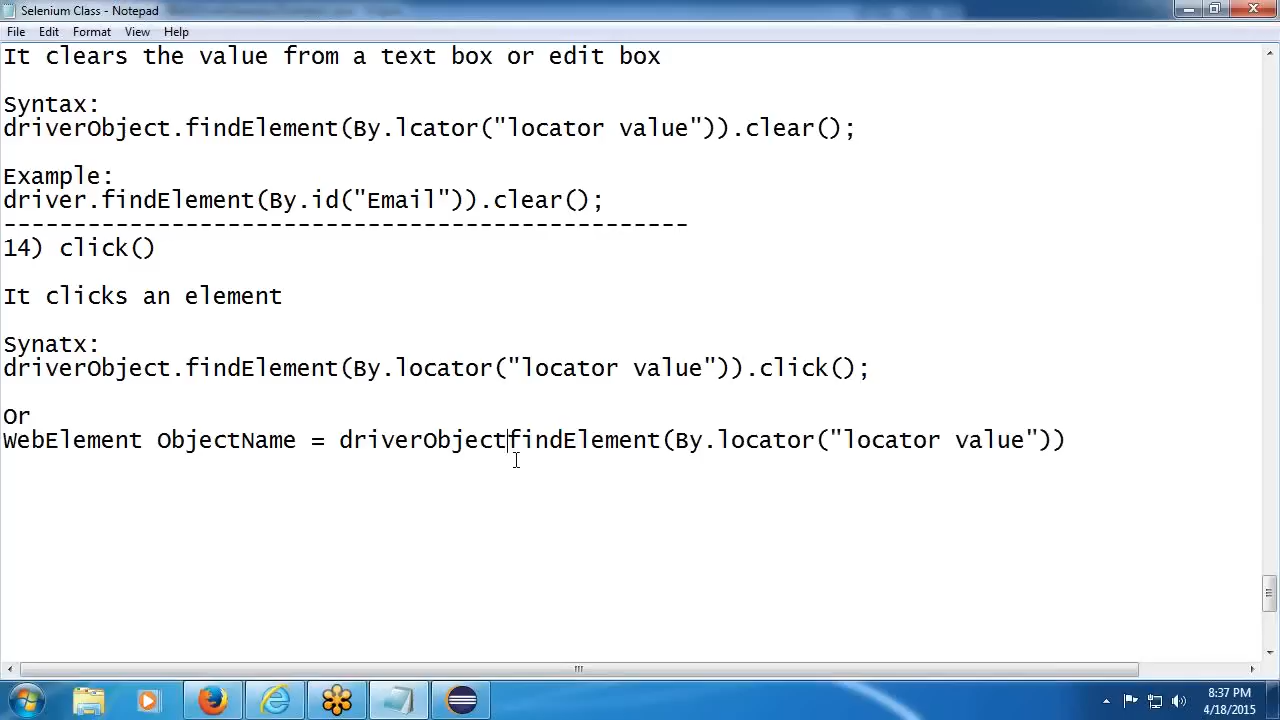 Selenium Class - Notepad
File Edit Format View Help
It clears the value from a text box or edit box
Syntax:
driverObject.findElement(By.lcator("locator value")).clear();
Example:
driver.findElement(By.id("Email")).clear();
-------------------------------------------------
14) click()
It clicks an element
Synatx:
driverObject.findElement(By.locator("locator value")).click();
Or
WebElement ObjectName = driverObjectfindElement(By.locator("locator value"))
8:37 PM
4/18/2015